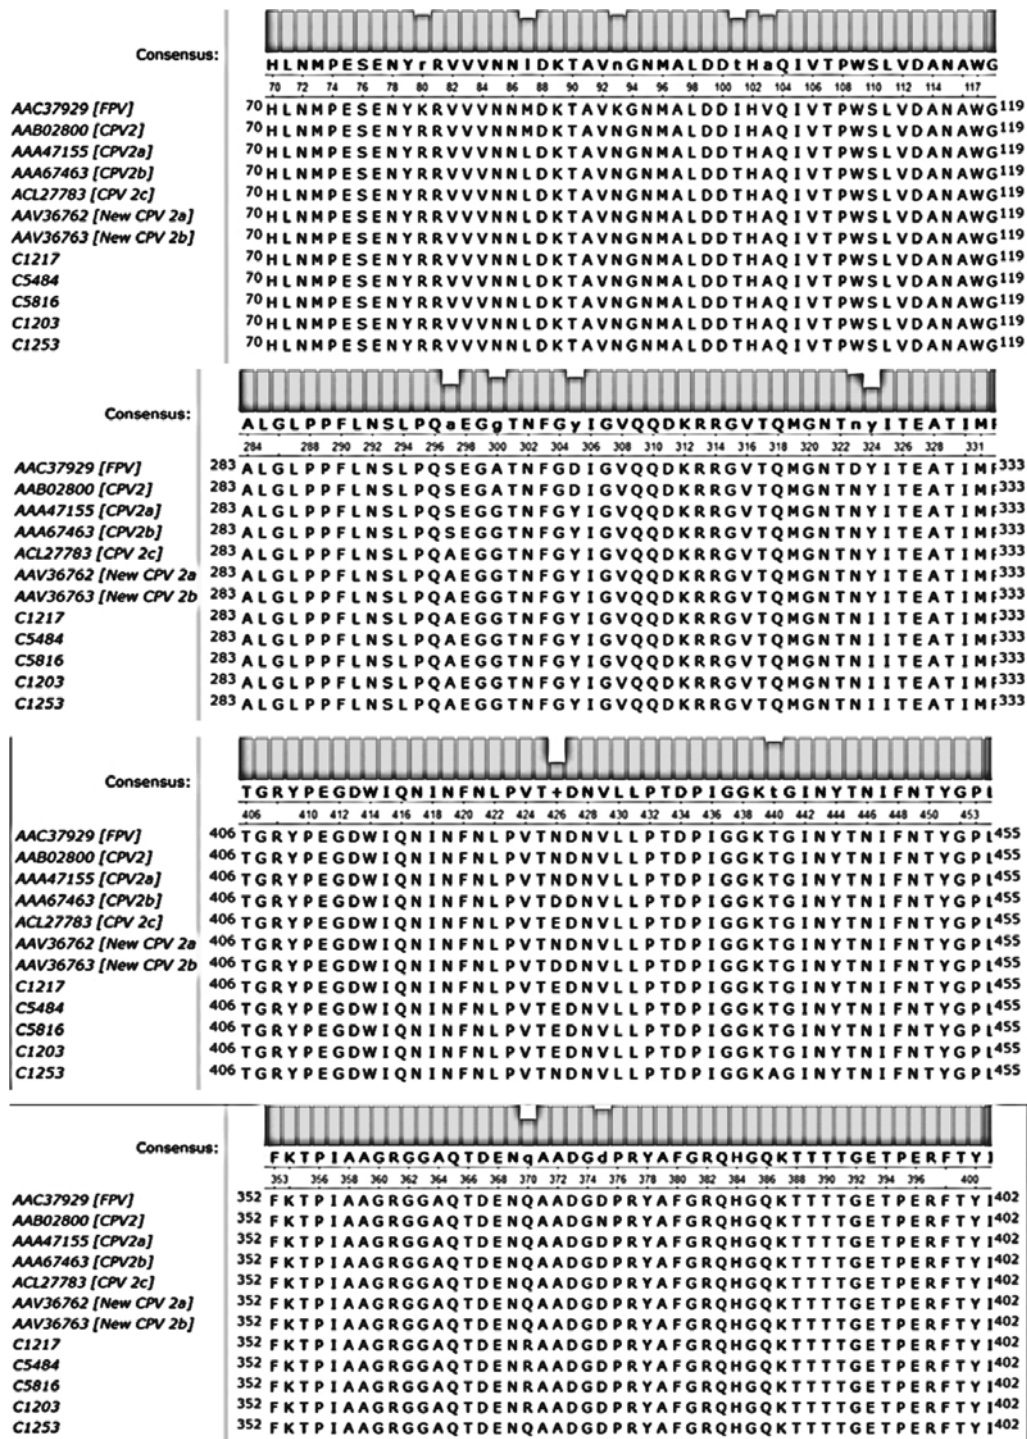 Consensus:
HLNMPESENYrRVVVNNlDKTAVnGNMALDDtHaQIVTPWSLVDANAWG
70 72 74 76 78 80 82 84 86 88 90 92 94 96 98 100 102 104 106 108 110 112 114 117
AAC37929 [FPV] 70 HLNMPESENYKRVVVNNMDKTAVKGNMALDDIHVQIVTPWSLVDANAWG 119
AAB02800 [CPV2] 70 HLNMPESENYRRVVVNNMDKTAVNGNMALDDIHAQIVTPWSLVDANAWG 119
AAA47155 [CPV2a] 70 HLNMPESENYRRVVVNNLDKTAVNGNMALDDTHAQIVTPWSLVDANAWG 119
AAA67463 [CPV2b] 70 HLNMPESENYRRVVVNNLDKTAVNGNMALDDTHAQIVTPWSLVDANAWG 119
ACL27783 [CPV 2c] 70 HLNMPESENYRRVVVNNLDKTAVNGNMALDDTHAQIVTPWSLVDANAWG 119
AAV36762 [New CPV 2a] 70 HLNMPESENYRRVVVNNLDKTAVNGNMALDDTHAQIVTPWSLVDANAWG 119
AAV36763 [New CPV 2b] 70 HLNMPESENYRRVVVNNLDKTAVNGNMALDDTHAQIVTPWSLVDANAWG 119
C1217 70 HLNMPESENYRRVVVNNLDKTAVNGNMALDDTHAQIVTPWSLVDANAWG 119
C5484 70 HLNMPESENYRRVVVNNLDKTAVNGNMALDDTHAQIVTPWSLVDANAWG 119
C5816 70 HLNMPESENYRRVVVNNLDKTAVNGNMALDDTHAQIVTPWSLVDANAWG 119
C1203 70 HLNMPESENYRRVVVNNLDKTAVNGNMALDDTHAQIVTPWSLVDANAWG 119
C1253 70 HLNMPESENYRRVVVNNLDKTAVNGNMALDDTHAQIVTPWSLVDANAWG 119
Consensus:
ALGLPPFLNSLPQaEGgTNFGyIGVQQDKRRGVTQMGNTnyITEATIM
284 288 290 292 294 296 298 300 302 304 306 308 310 312 314 316 318 320 322 324 326 328 331
AAC37929 [FPV] 283 ALGLPPFLNSLPQSEGATNFGDIGVQQDKRRGVTQMGNTDYITEATIM 333
AAB02800 [CPV2] 283 ALGLPPFLNSLPQSEGATNFGDIGVQQDKRRGVTQMGNTNYITEATIM 333
AAA47155 [CPV2a] 283 ALGLPPFLNSLPQSEGGTNFGYIGVQQDKRRGVTQMGNTNYITEATIM 333
AAA67463 [CPV2b] 283 ALGLPPFLNSLPQSEGGTNFGYIGVQQDKRRGVTQMGNTNYITEATIM 333
ACL27783 [CPV 2c] 283 ALGLPPFLNSLPQAEGGTNFGYIGVQQDKRRGVTQMGNTNYITEATIM 333
AAV36762 [New CPV 2a 283 ALGLPPFLNSLPQAEGGTNFGYIGVQQDKRRGVTQMGNTNYITEATIM 333
AAV36763 [New CPV 2b 283 ALGLPPFLNSLPQAEGGTNFGYIGVQQDKRRGVTQMGNTNYITEATIM 333
C1217 283 ALGLPPFLNSLPQAEGGTNFGYIGVQQDKRRGVTQMGNTNIITEATIM 333
C5484 283 ALGLPPFLNSLPQAEGGTNFGYIGVQQDKRRGVTQMGNTNIITEATIM 333
C5816 283 ALGLPPFLNSLPQAEGGTNFGYIGVQQDKRRGVTQMGNTNIITEATIM 333
C1203 283 ALGLPPFLNSLPQAEGGTNFGYIGVQQDKRRGVTQMGNTNIITEATIM 333
C1253 283 ALGLPPFLNSLPQAEGGTNFGYIGVQQDKRRGVTQMGNTNIITEATIM 333
Consensus:
TGRYPEGDWIQNINFNLPVT+DNVLLPTDPIGGKtGINYTNIFNTYGPL
406 410 412 414 416 418 420 422 424 426 428 430 432 434 436 438 440 442 444 446 448 450 453
AAC37929 [FPV] 406 TGRYPEGDWIQNINFNLPVTNDNVLLPTDPIGGKTGINYTNIFNTYGPL 455
AAB02800 [CPV2] 406 TGRYPEGDWIQNINFNLPVTNDNVLLPTDPIGGKTGINYTNIFNTYGPL 455
AAA47155 [CPV2a] 406 TGRYPEGDWIQNINFNLPVTNDNVLLPTDPIGGKTGINYTNIFNTYGPL 455
AAA67463 [CPV2b] 406 TGRYPEGDWIQNINFNLPVTDDNVLLPTDPIGGKTGINYTNIFNTYGPL 455
ACL27783 [CPV 2c] 406 TGRYPEGDWIQNINFNLPVTEDNVLLPTDPIGGKTGINYTNIFNTYGPL 455
AAV36762 [New CPV 2a 406 TGRYPEGDWIQNINFNLPVTNDNVLLPTDPIGGKTGINYTNIFNTYGPL 455
AAV36763 [New CPV 2b 406 TGRYPEGDWIQNINFNLPVTDDNVLLPTDPIGGKTGINYTNIFNTYGPL 455
C1217 406 TGRYPEGDWIQNINFNLPVTEDNVLLPTDPIGGKTGINYTNIFNTYGPL 455
C5484 406 TGRYPEGDWIQNINFNLPVTEDNVLLPTDPIGGKTGINYTNIFNTYGPL 455
C5816 406 TGRYPEGDWIQNINFNLPVTEDNVLLPTDPIGGKTGINYTNIFNTYGPL 455
C1203 406 TGRYPEGDWIQNINFNLPVTEDNVLLPTDPIGGKTGINYTNIFNTYGPL 455
C1253 406 TGRYPEGDWIQNINFNLPVTNDNVLLPTDPIGGKAGINYTNIFNTYGPL 455
Consensus:
FKTPIAAGRGGAQTDENqAADGdPRYAFGRQHGQKTTTTGETPERFTYI
353 356 358 360 362 364 366 368 370 372 374 376 378 380 382 384 386 388 390 392 394 396 400
AAC37929 [FPV] 352 FKTPIAAGRGGAQTDENQAADGDPRYAFGRQHGQKTTTTGETPERFTYI 402
AAB02800 [CPV2] 352 FKTPIAAGRGGAQTDENQAADGNPRYAFGRQHGQKTTTTGETPERFTYI 402
AAA47155 [CPV2a] 352 FKTPIAAGRGGAQTDENQAADGDPRYAFGRQHGQKTTTTGETPERFTYI 402
AAA67463 [CPV2b] 352 FKTPIAAGRGGAQTDENQAADGDPRYAFGRQHGQKTTTTGETPERFTYI 402
ACL27783 [CPV 2c] 352 FKTPIAAGRGGAQTDENQAADGDPRYAFGRQHGQKTTTTGETPERFTYI 402
AAV36762 [New CPV 2a] 352 FKTPIAAGRGGAQTDENQAADGDPRYAFGRQHGQKTTTTGETPERFTYI 402
AAV36763 [New CPV 2b] 352 FKTPIAAGRGGAQTDENQAADGDPRYAFGRQHGQKTTTTGETPERFTYI 402
C1217 352 FKTPIAAGRGGAQTDENRAADGDPRYAFGRQHGQKTTTTGETPERFTYI 402
C5484 352 FKTPIAAGRGGAQTDENRAADGDPRYAFGRQHGQKTTTTGETPERFTYI 402
C5816 352 FKTPIAAGRGGAQTDENRAADGDPRYAFGRQHGQKTTTTGETPERFTYI 402
C1203 352 FKTPIAAGRGGAQTDENRAADGDPRYAFGRQHGQKTTTTGETPERFTYI 402
C1253 352 FKTPIAAGRGGAQTDENRAADGDPRYAFGRQHGQKTTTTGETPERFTYI 402